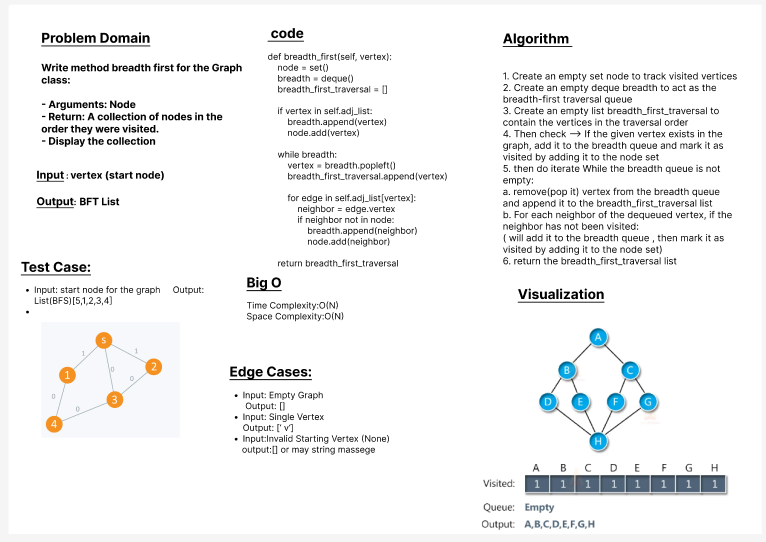 Problem Domain
Write method breadth first for the Graph
class:
- Arguments: Node
- Return: A collection of nodes in the
order they were visited.
- Display the collection
Input : vertex (start node)
Output: BFT List
Test Case:
• Input: start node for the graph Output:
List(BFS)[5,1,2,3,4]
•
s
1
1
1
2
0
0
0
3
0
4
code
def breadth_first(self, vertex):
node = set()
breadth = deque()
breadth_first_traversal = []
if vertex in self.adj_list:
breadth.append(vertex)
node.add(vertex)
while breadth:
vertex = breadth.popleft()
breadth_first_traversal.append(vertex)
for edge in self.adj_list[vertex]:
neighbor = edge.vertex
if neighbor not in node:
breadth.append(neighbor)
node.add(neighbor)
return breadth_first_traversal
Big O
Time Complexity:O(N)
Space Complexity:O(N)
Edge Cases:
• Input: Empty Graph
Output: []
• Input: Single Vertex
Output: [' v']
• Input:Invalid Starting Vertex (None)
output:[] or may string massege
Algorithm
1. Create an empty set node to track visited vertices
2. Create an empty deque breadth to act as the
breadth-first traversal queue
3. Create an empty list breadth_first_traversal to
contain the vertices in the traversal order
4. Then check --> If the given vertex exists in the
graph, add it to the breadth queue and mark it as
visited by adding it to the node set
5. then do iterate While the breadth queue is not
empty:
a. remove(pop it) vertex from the breadth queue
and append it to the breadth_first_traversal list
b. For each neighbor of the dequeued vertex, if the
neighbor has not been visited:
( will add it to the breadth queue , then mark it as
visited by adding it to the node set)
6. return the breadth_first_traversal list
Visualization
A
B C
D E F G
H
A B C D E F G H
Visited: 1 1 1 1 1 1 1 1
Queue: Empty
Output: A,B,C,D,E,F,G,H